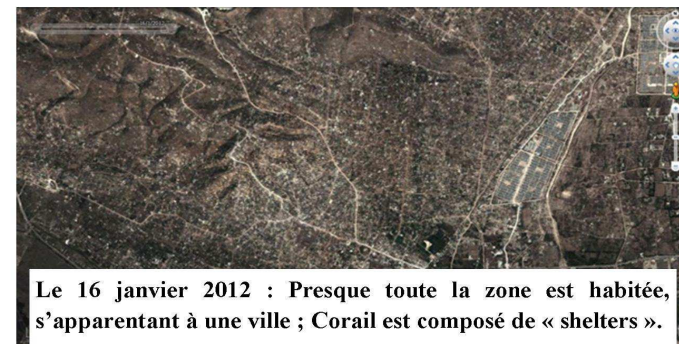 Le 16 janvier 2012 : Presque toute la zone est habitée,
s’apparentant à une ville ; Corail est composé de « shelters ».